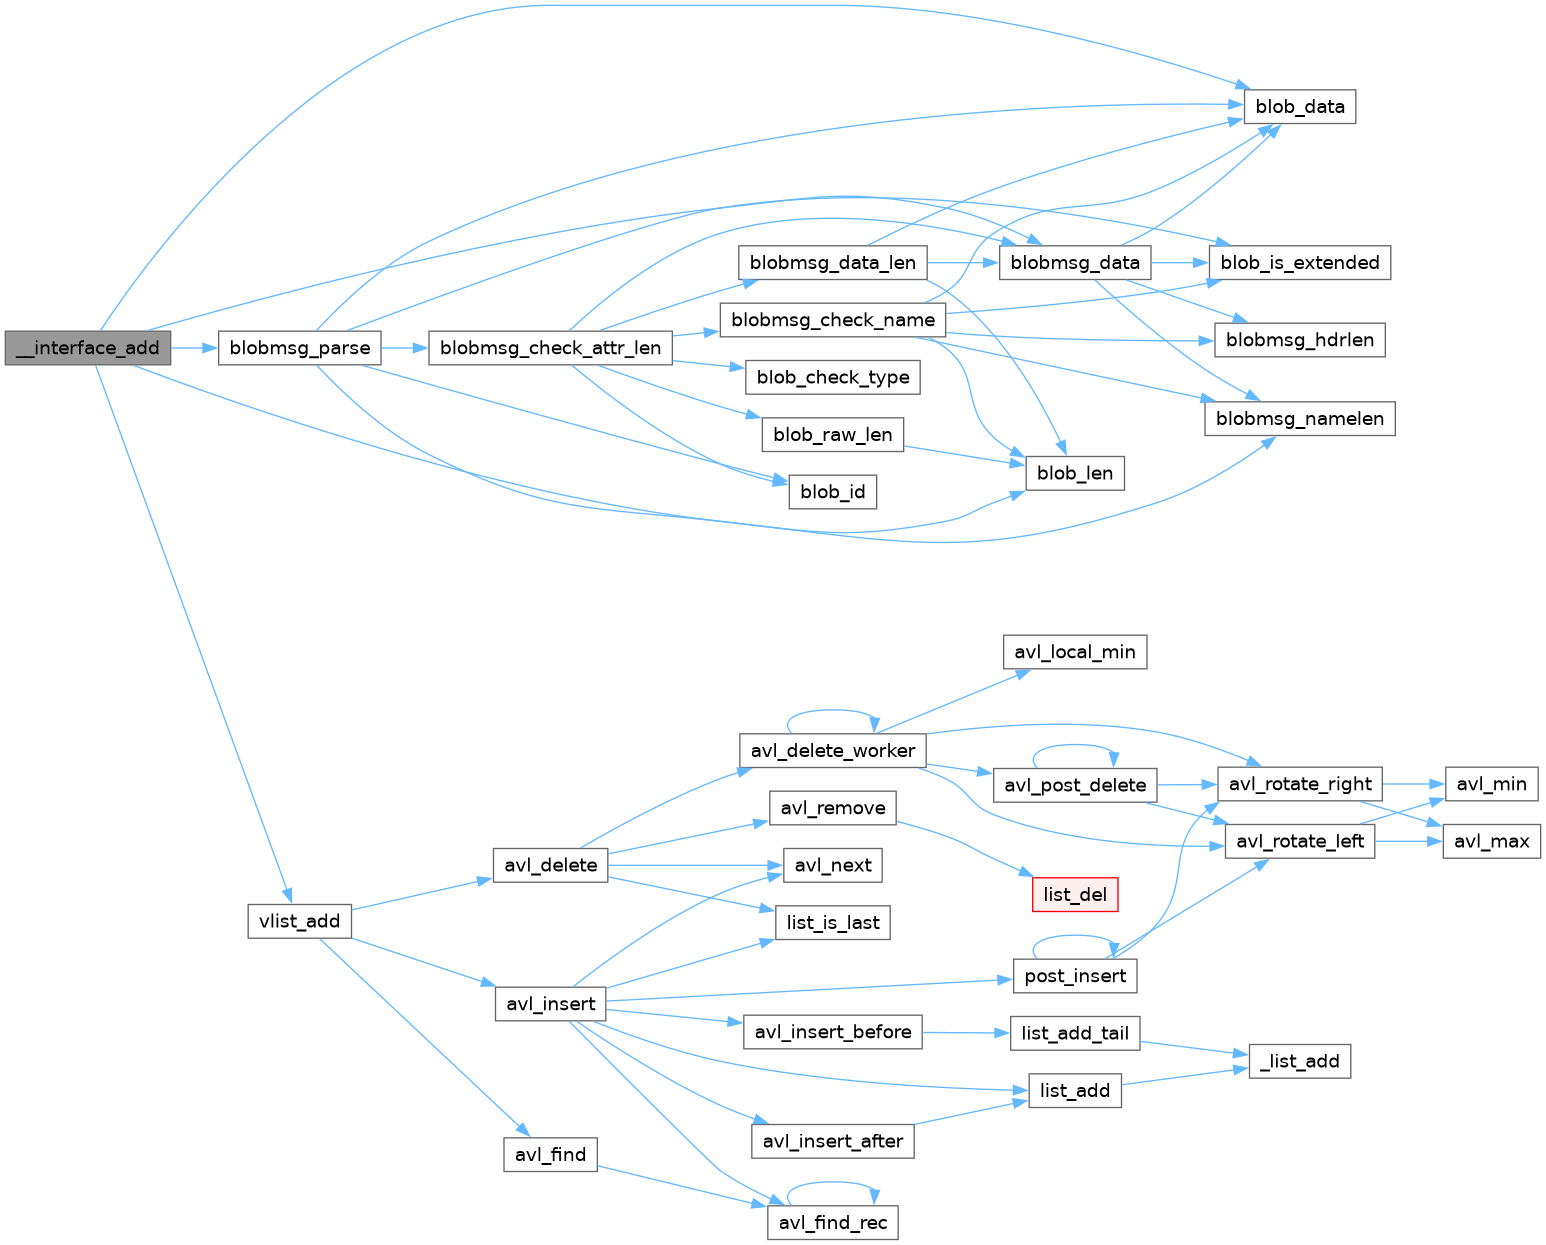 blob_data
blobmsg_data_len
blobmsg_data
blob_is_extended
blobmsg_check_name
blobmsg_hdrlen
__interface_add
blobmsg_parse
blobmsg_check_attr_len
blob_check_type
blobmsg_namelen
blob_raw_len
blob_len
blob_id
avl_local_min
avl_delete_worker
avl_post_delete
avl_rotate_right
avl_min
avl_remove
avl_rotate_left
avl_max
avl_delete
avl_next
list_del
vlist_add
list_is_last
post_insert
avl_insert
avl_insert_before
list_add_tail
_list_add
list_add
avl_insert_after
avl_find
avl_find_rec